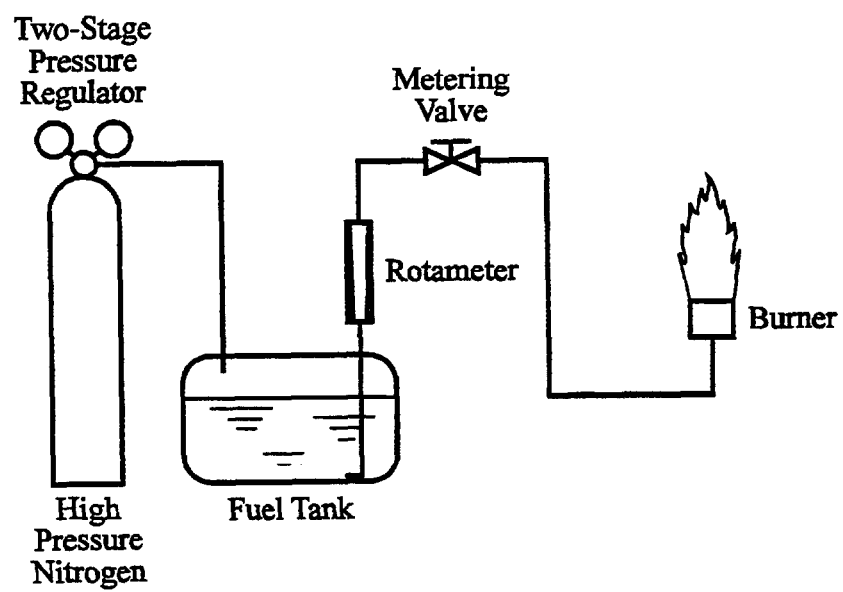 Two-Stage
Pressure
Regulator
Metering
Valve
Rotameter
Burner
Fuel Tank
High
Pressure
Nitrogen